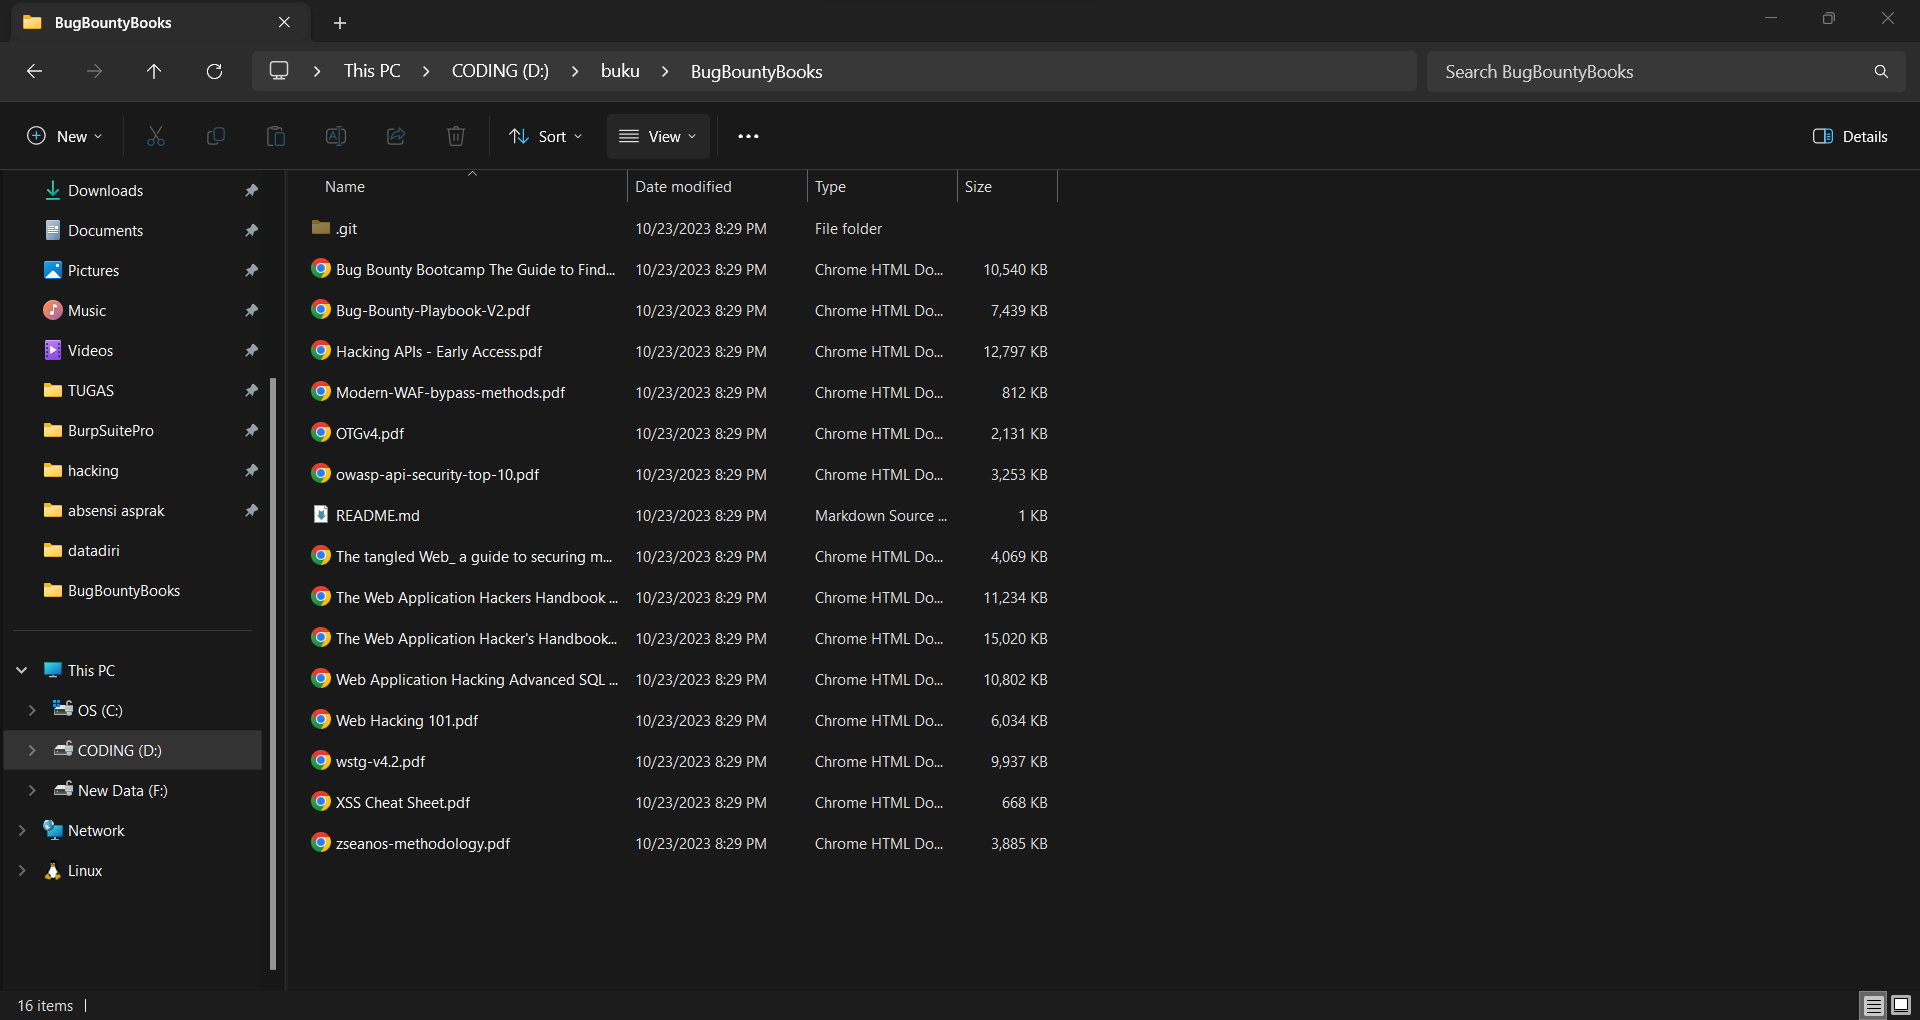 BugBountyBooks
This PC > CODING (D:) > buku > BugBountyBooks
Search BugBountyBooks
New
Sort
View
Details
Downloads
Documents
Pictures
Music
Videos
TUGAS
BurpSuitePro
hacking
absensi asprak
datadiri
BugBountyBooks
This PC
OS (C:)
CODING (D:)
New Data (F:)
Network
Linux
Name Date modified Type Size
.git 10/23/2023 8:29 PM File folder
Bug Bounty Bootcamp The Guide to Find... 10/23/2023 8:29 PM Chrome HTML Do... 10,540 KB
Bug-Bounty-Playbook-V2.pdf 10/23/2023 8:29 PM Chrome HTML Do... 7,439 KB
Hacking APIs - Early Access.pdf 10/23/2023 8:29 PM Chrome HTML Do... 12,797 KB
Modern-WAF-bypass-methods.pdf 10/23/2023 8:29 PM Chrome HTML Do... 812 KB
OTGv4.pdf 10/23/2023 8:29 PM Chrome HTML Do... 2,131 KB
owasp-api-security-top-10.pdf 10/23/2023 8:29 PM Chrome HTML Do... 3,253 KB
README.md 10/23/2023 8:29 PM Markdown Source ... 1 KB
The tangled Web_ a guide to securing m... 10/23/2023 8:29 PM Chrome HTML Do... 4,069 KB
The Web Application Hackers Handbook ... 10/23/2023 8:29 PM Chrome HTML Do... 11,234 KB
The Web Application Hacker's Handbook... 10/23/2023 8:29 PM Chrome HTML Do... 15,020 KB
Web Application Hacking Advanced SQL ... 10/23/2023 8:29 PM Chrome HTML Do... 10,802 KB
Web Hacking 101.pdf 10/23/2023 8:29 PM Chrome HTML Do... 6,034 KB
wstg-v4.2.pdf 10/23/2023 8:29 PM Chrome HTML Do... 9,937 KB
XSS Cheat Sheet.pdf 10/23/2023 8:29 PM Chrome HTML Do... 668 KB
zseanos-methodology.pdf 10/23/2023 8:29 PM Chrome HTML Do... 3,885 KB
16 items